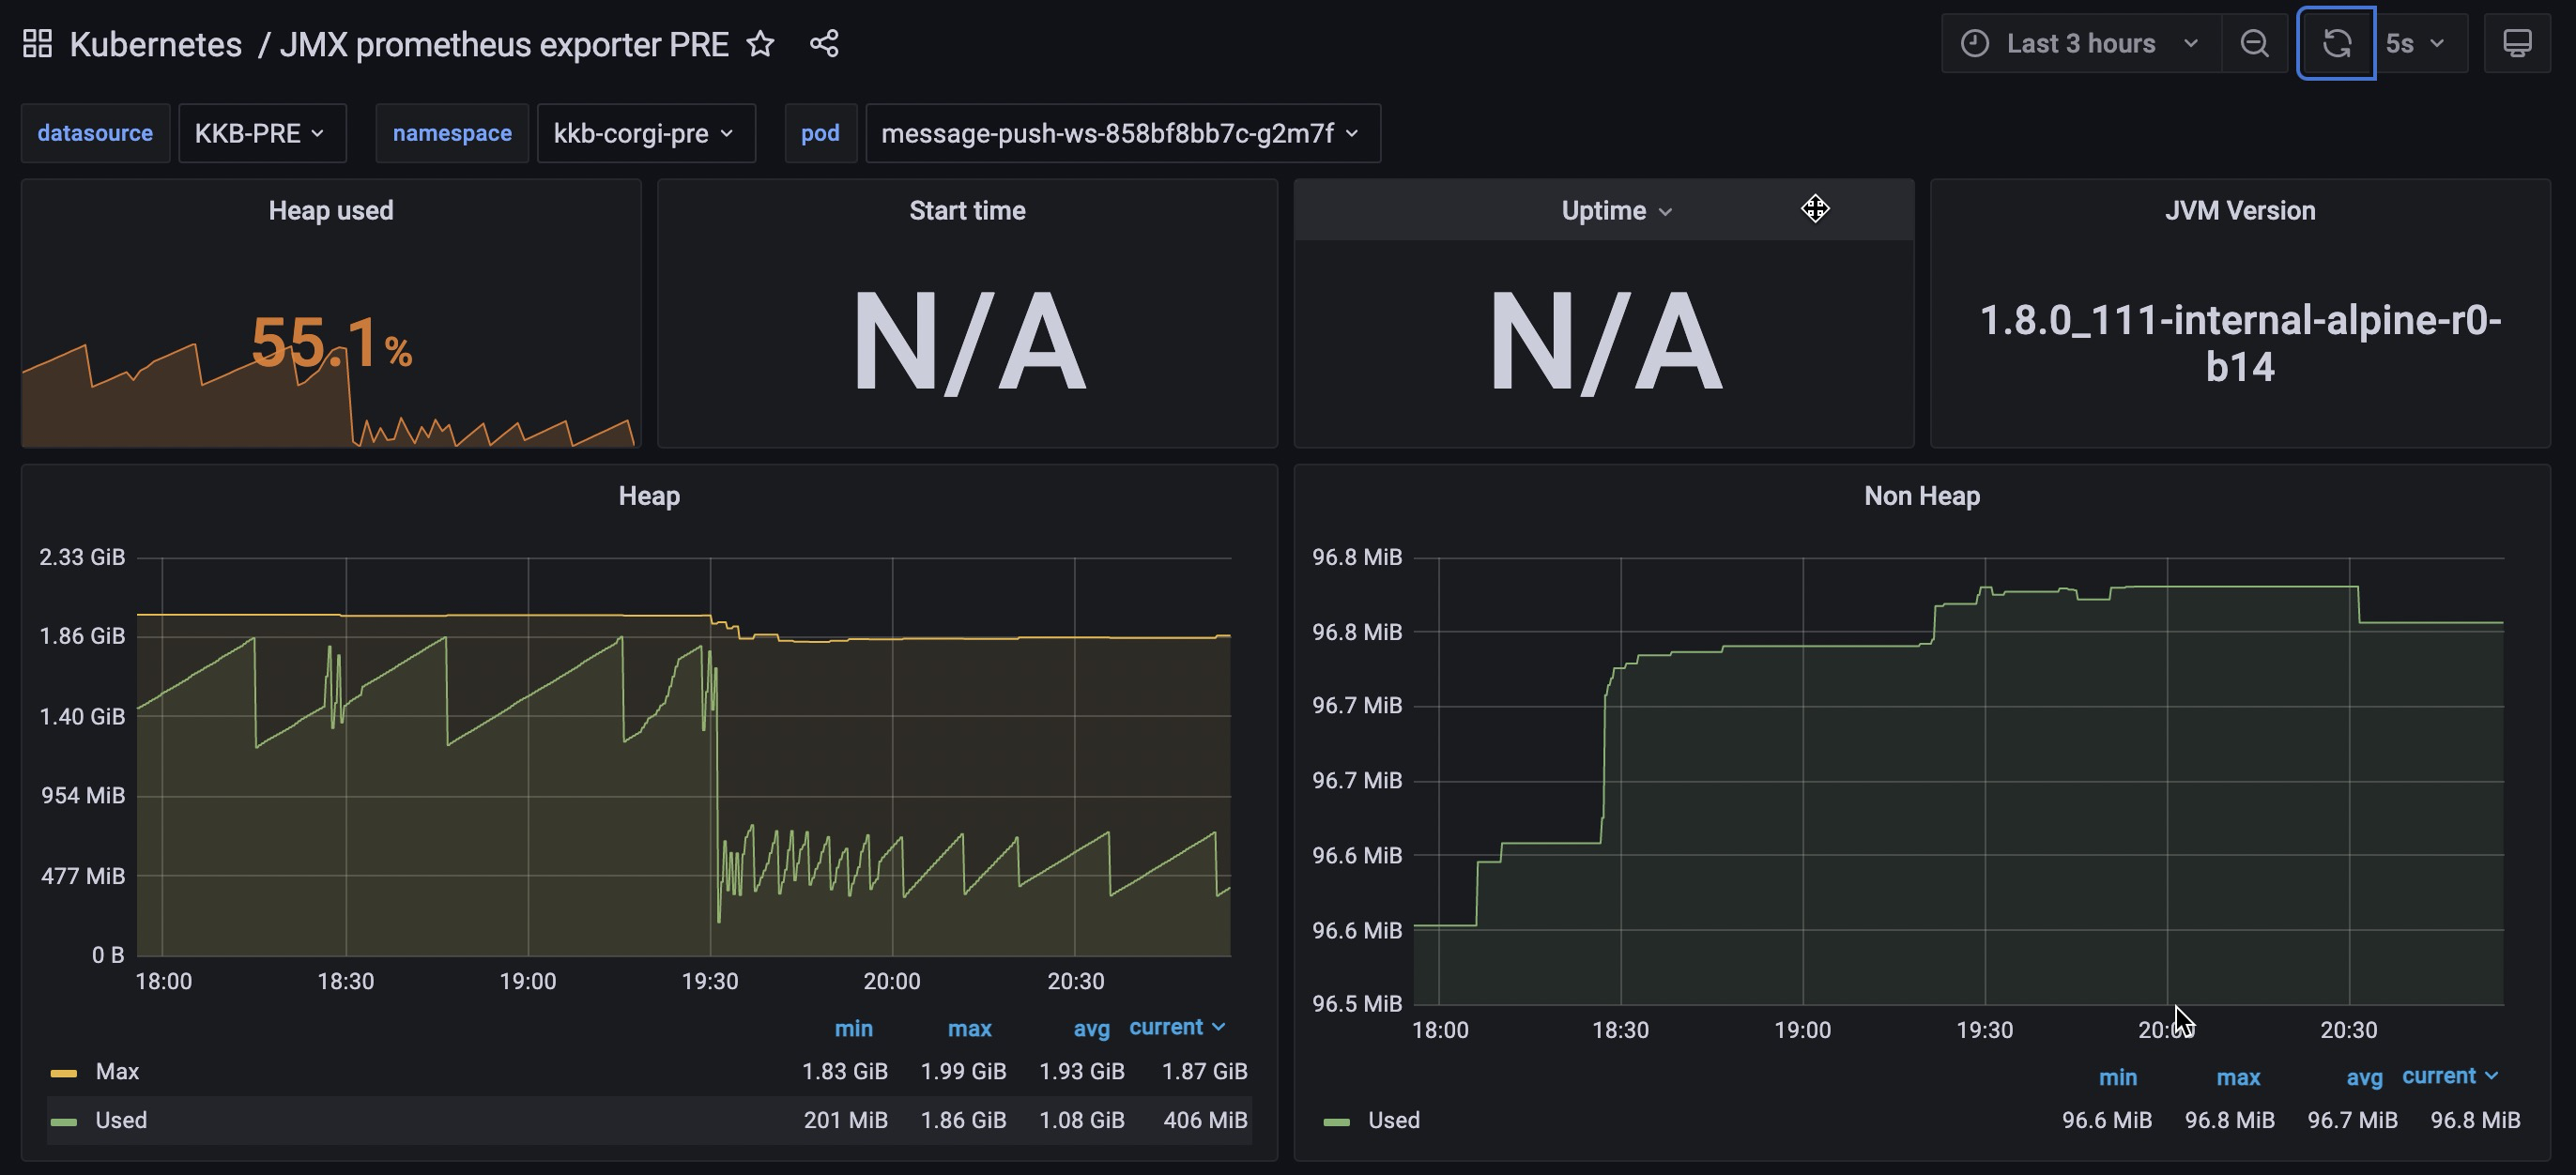 Kubernetes / JMX prometheus exporter PRE
Last 3 hours
5s
datasource KKB-PRE namespace kkb-corgi-pre pod message-push-ws-858bf8bb7c-g2m7f
Heap used
55.1%
Start time
N/A
Uptime
N/A
JVM Version
1.8.0_111-internal-alpine-r0-
b14
Heap
2.33 GiB
1.86 GiB
1.40 GiB
954 MiB
477 MiB
0 B
18:00 18:30 19:00 19:30 20:00 20:30
min max avg current
Max 1.83 GiB 1.99 GiB 1.93 GiB 1.87 GiB
Used 201 MiB 1.86 GiB 1.08 GiB 406 MiB
Non Heap
96.8 MiB
96.8 MiB
96.7 MiB
96.7 MiB
96.6 MiB
96.6 MiB
96.5 MiB
18:00 18:30 19:00 19:30 20:00 20:30
min max avg current
Used 96.6 MiB 96.8 MiB 96.7 MiB 96.8 MiB